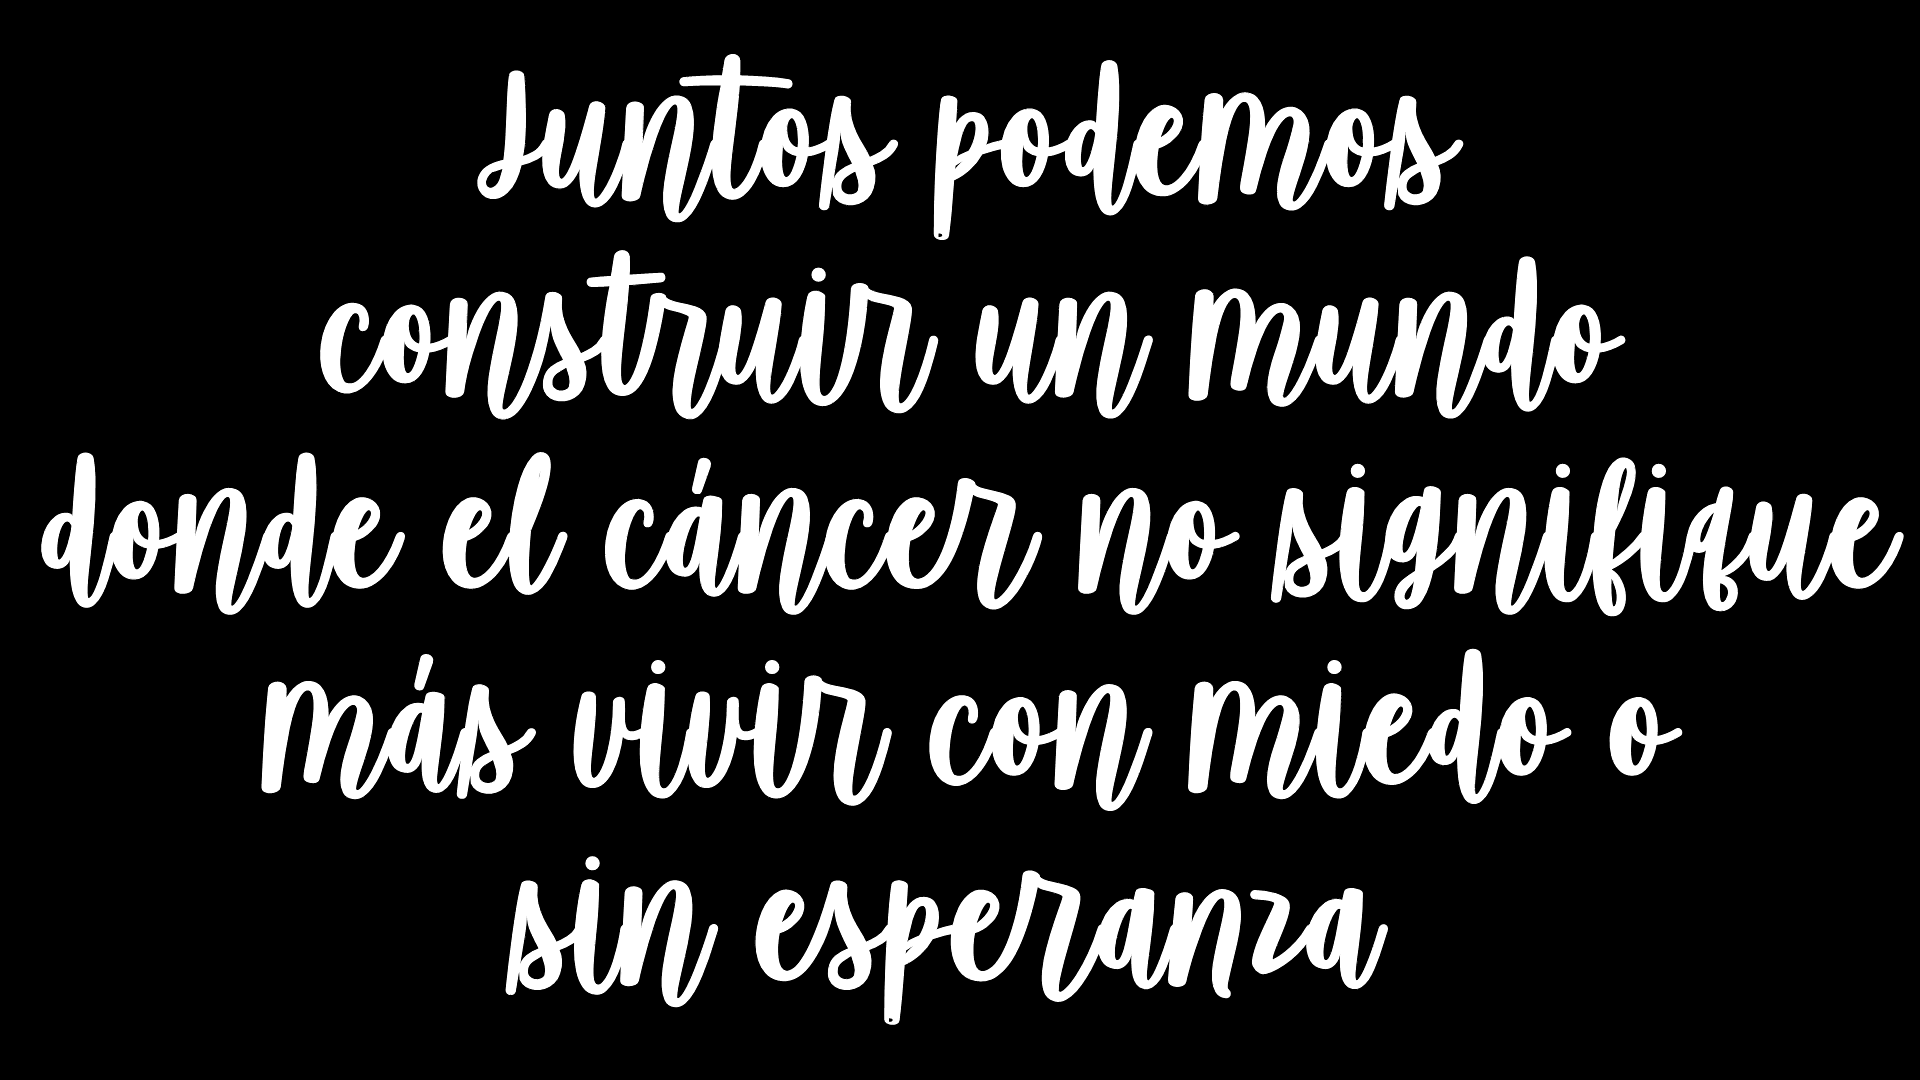 Juntos podemos
construir un mundo
donde el cáncer no signifique
más vivir con miedo o
sin esperanza